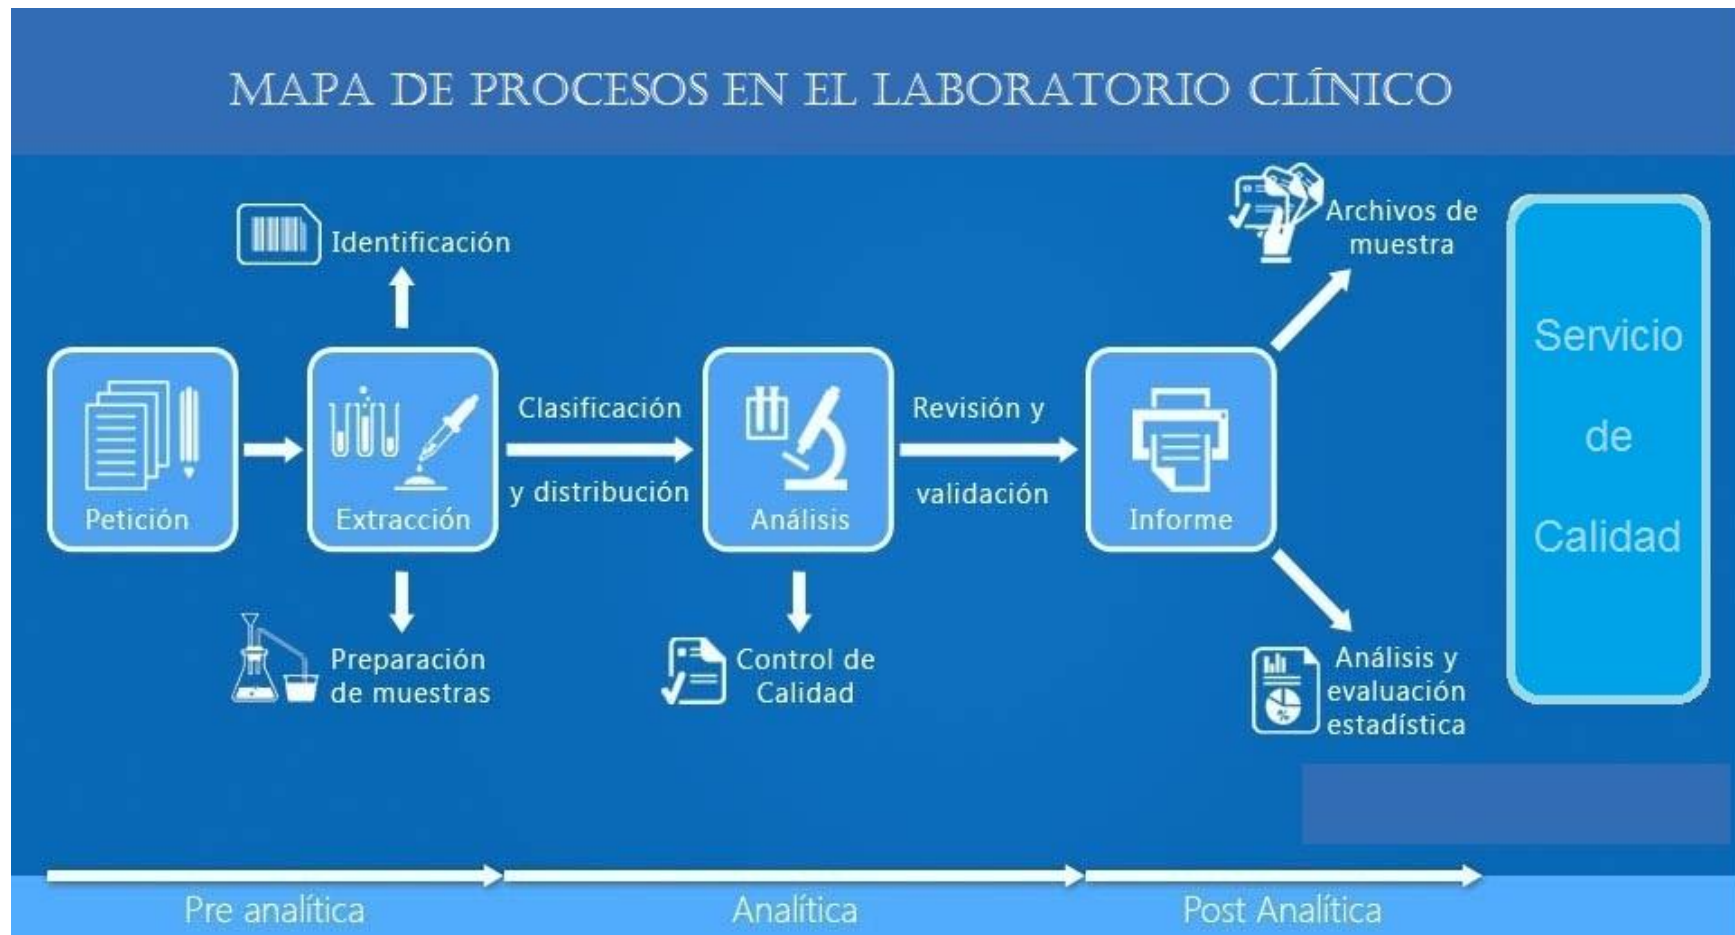 MAPA DE PROCESOS EN EL LABORATORIO CLÍNICO
Identificación
Archivos de
muestra
Petición
Extracción
Clasificación
y distribución
Análisis
Revisión y
validación
Informe
Preparación
de muestras
Control de
Calidad
Análisis y
evaluación
estadística
%
Servicio
de
Calidad
Pre analítica
Analítica
Post Analítica